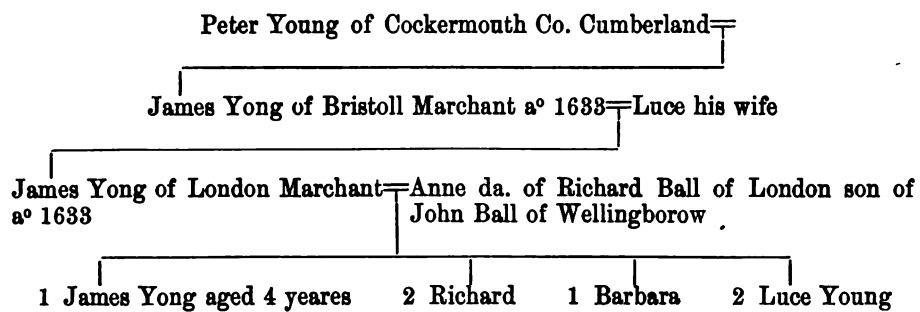 Peter Young of Cockermouth Co. Cumberland
James Yong of Bristoll Marchant aº 1633 Luce his wife
James Yong of London Marchant Anne da. of Richard Ball of London son of
aº 1633 John Ball of Wellingborow
1 James Yong aged 4 yeares 2 Richard 1 Barbara 2 Luce Young